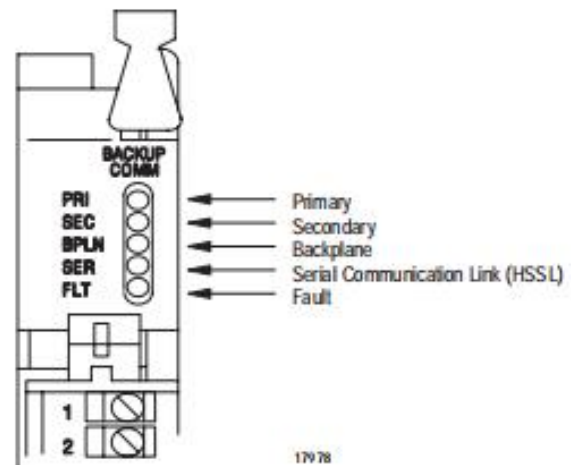 BACKUP
COMM
PRI
SEC
BPLN
SER
FLT
Primary
Secondary
Backplane
Serial Communication Link (HSSL)
Fault
1
2
17978